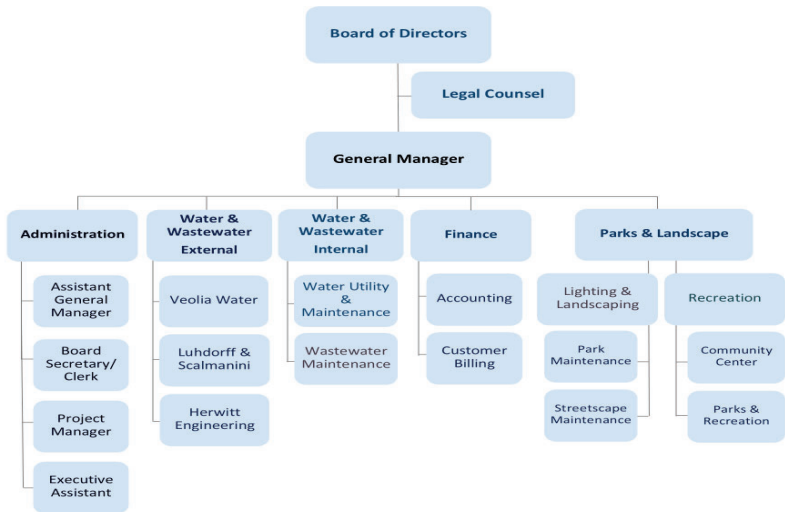 Board of Directors
Legal Counsel
General Manager
Administration
Water &
Wastewater
External
Water &
Wastewater
Internal
Finance
Parks & Landscape
Assistant
General
Manager
Board
Secretary/
Clerk
Project
Manager
Executive
Assistant
Veolia Water
Luhdorff &
Scalmanini
Herwitt
Engineering
Water Utility
&
Maintenance
Wastewater
Maintenance
Accounting
Customer
Billing
Lighting &
Landscaping
Park
Maintenance
Streetscape
Maintenance
Recreation
Community
Center
Parks &
Recreation